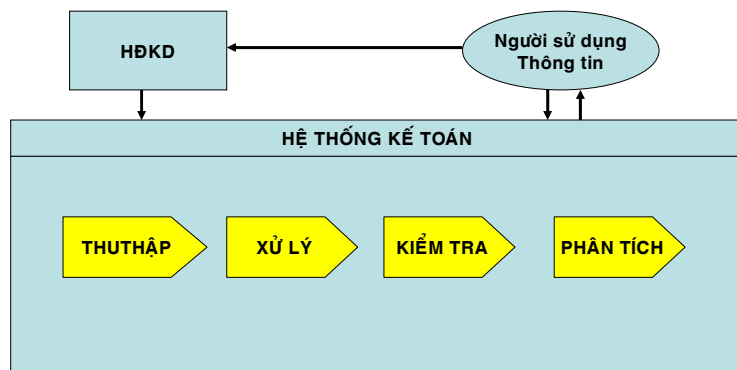 HĐKD
Người sử dụng
Thông tin
HỆ THỐNG KẾ TOÁN
THUTHẬP
XỬ LÝ
KIỂM TRA
PHÂN TÍCH